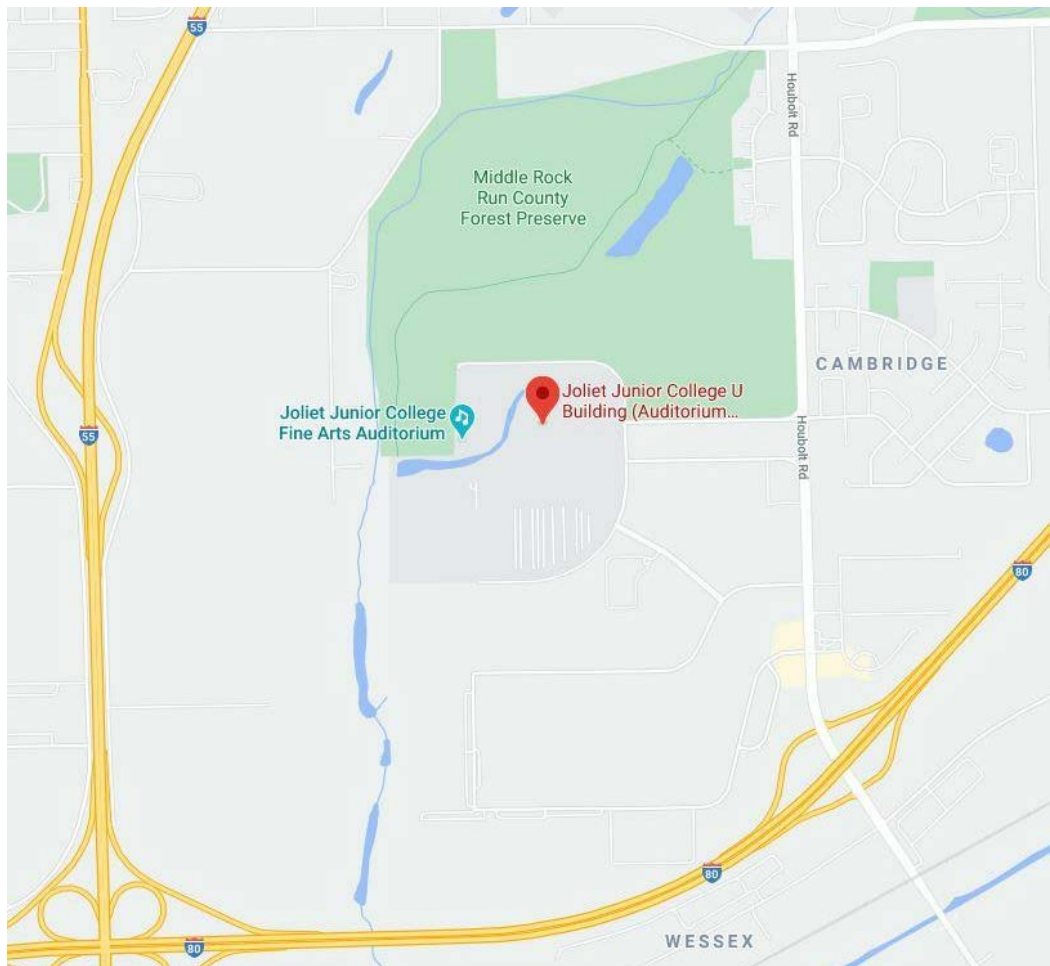 55
Houbolt Rd
Middle Rock
Run County
Forest Preserve
CAMBRIDGE
Joliet Junior College U
Building (Auditorium...
Joliet Junior College
Fine Arts Auditorium
55
Houbolt Rd
80
80
80
WESSEX